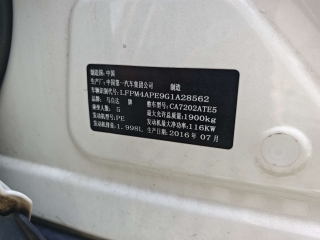 制造国：中国
生产厂：中国第一汽车集团公司 制造
车辆识别代号：LFPM4APE9G1A28562
品牌：马自达 牌 整车型号：CA7202ATE5
乘坐人数：5 最大允许总质量：1900kg
发动机型号：PE 发动机最大净功率：116KW
发动机排量：1.998L 生产日期：2016年07月